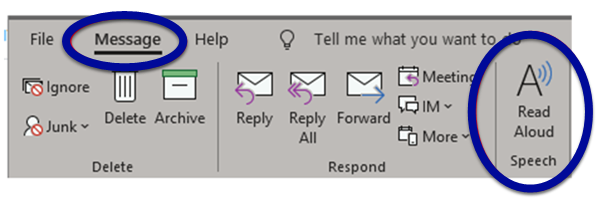 File Message Help Tell me what you want to do
Ignore
Junk
Delete
Archive
Delete
Reply
Reply
All
Forward
Meeting
IM
More
Respond
Read
Aloud
Speech